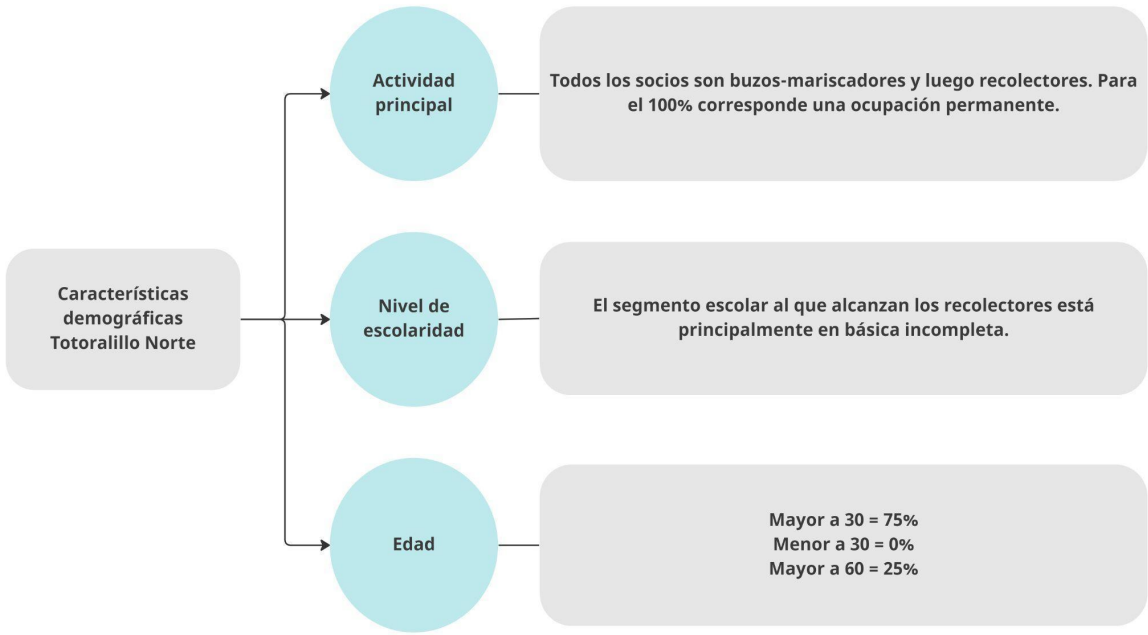 Características
demográficas
Totoralillo Norte
Actividad
principal
Todos los socios son buzos-mariscadores y luego recolectores. Para
el 100% corresponde una ocupación permanente.
Nivel de
escolaridad
El segmento escolar al que alcanzan los recolectores está
principalmente en básica incompleta.
Edad
Mayor a 30 = 75%
Menor a 30 = 0%
Mayor a 60 = 25%